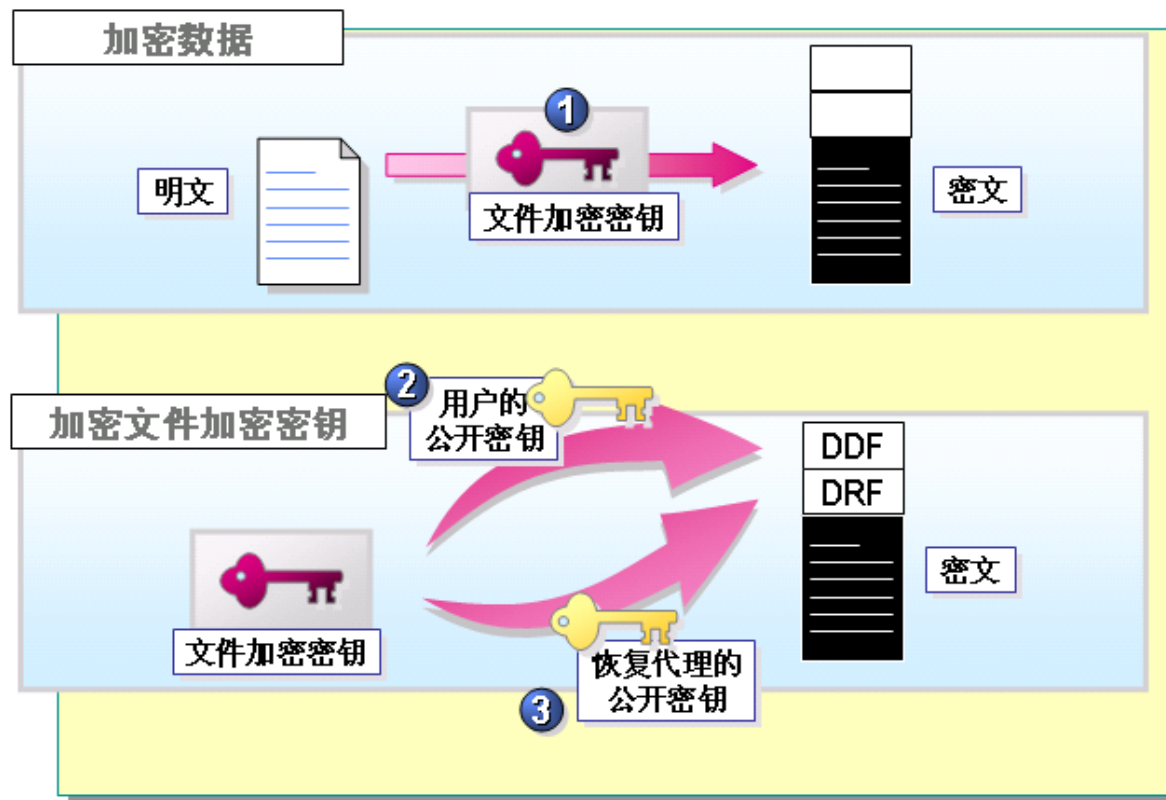 加密数据
1
明文
文件加密密钥
密文
2
用户的
公开密钥
加密文件加密密钥
DDF
DRF
密文
文件加密密钥
恢复代理的
公开密钥
3